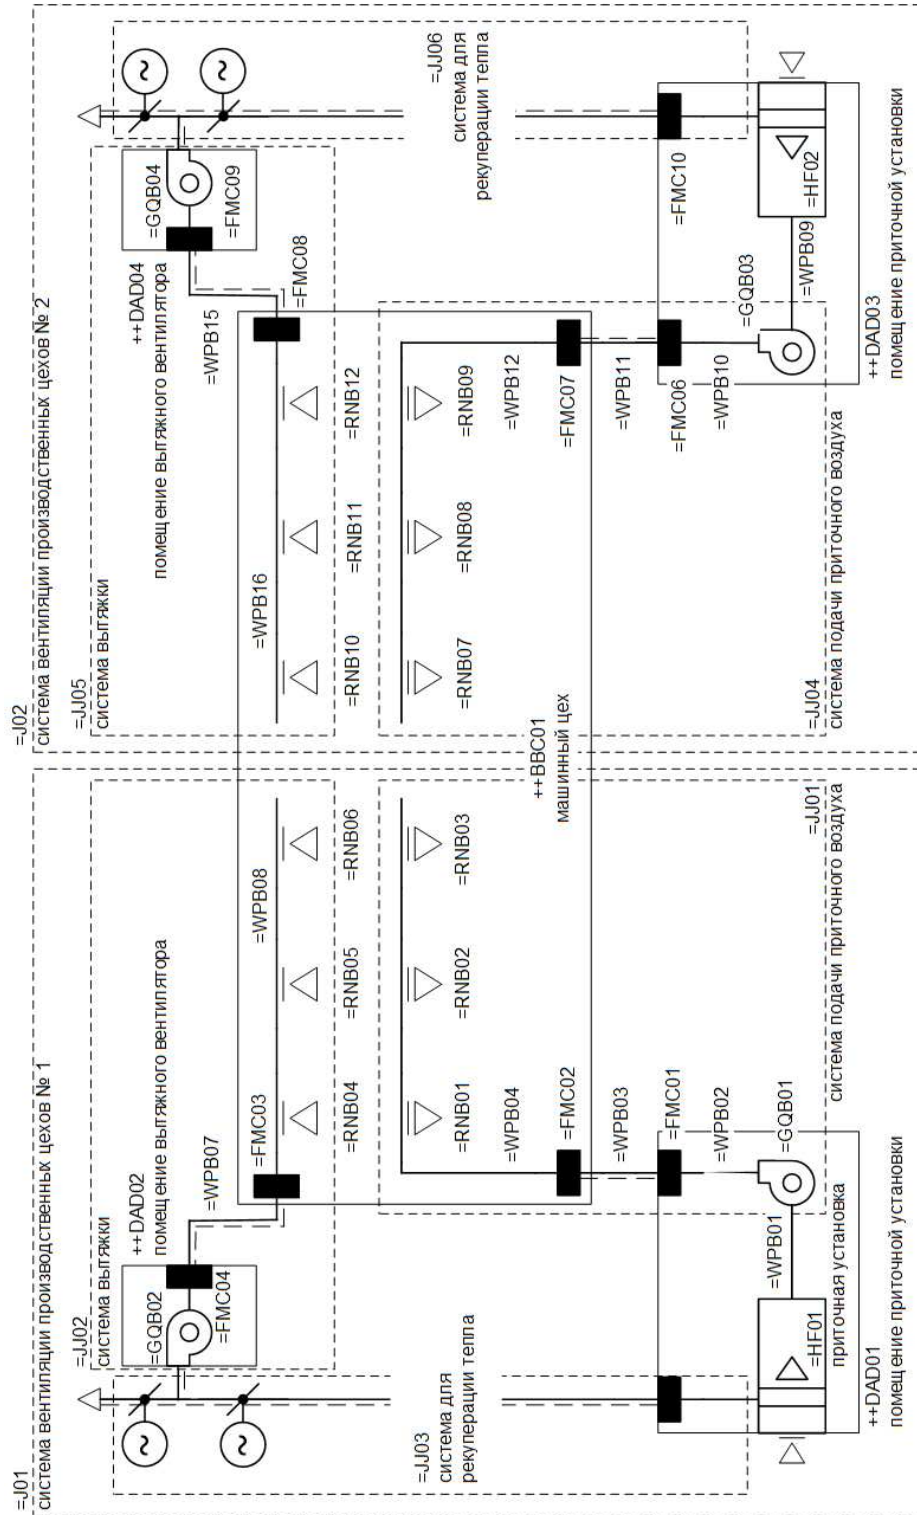 =J01
система вентиляции производственных цехов № 1
=JJ02
система вытяжки
++DAD02
помещение вытяжного вентилятора
=GQB02
=FMC04
=WPB07
=FMC03
=WPB08
=RNB04
=RNB05
=RNB06
=JJ03
система для
рекуперации тепла
=RNB01
=RNB02
=RNB03
=WPB04
=FMC02
=WPB03
=FMC01
=WPB02
=GQB01
=WPB01
=HF01
приточная установка
++DAD01
помещение приточной установки
=JJ01
система подачи приточного воздуха
++BBC01
машинный цех
=J02
система вентиляции производственных цехов № 2
=JJ05
система вытяжки
++DAD04
помещение вытяжного вентилятора
=GQB04
=FMC09
=WPB15
=FMC08
=WPB16
=RNB10
=RNB11
=RNB12
=JJ06
система для
рекуперации тепла
=RNB07
=RNB08
=RNB09
=WPB12
=FMC07
=WPB11
=FMC06
=WPB10
=FMC10
=GQB03
=WPB09
=HF02
++DAD03
помещение приточной установки
=JJ04
система подачи приточного воздуха